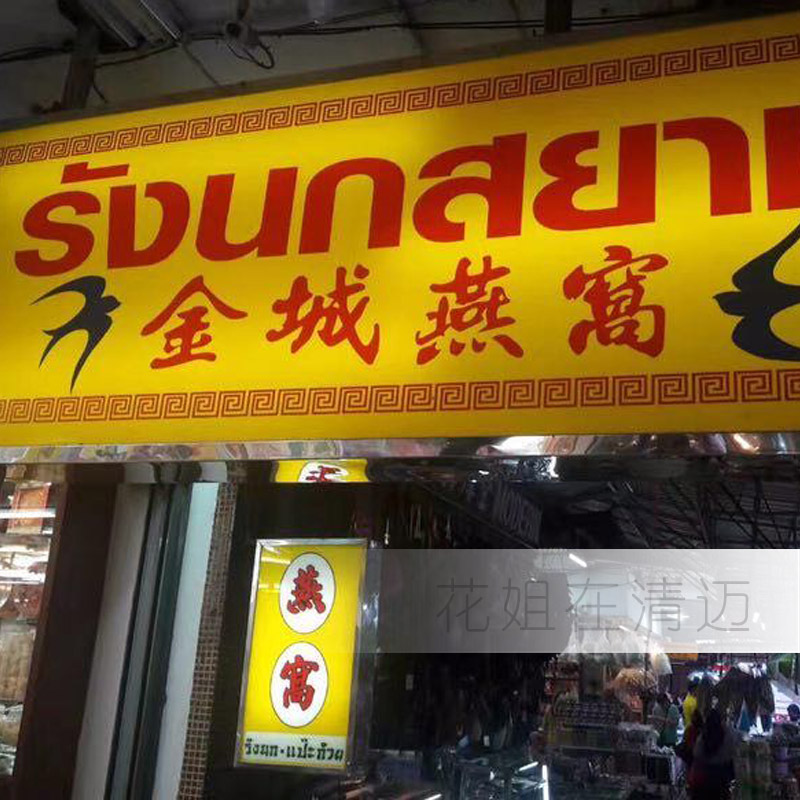 รังนกสยาม
金城燕窩
燕
窩
รังนก·แป๊ะก๊วย
花姐在清迈